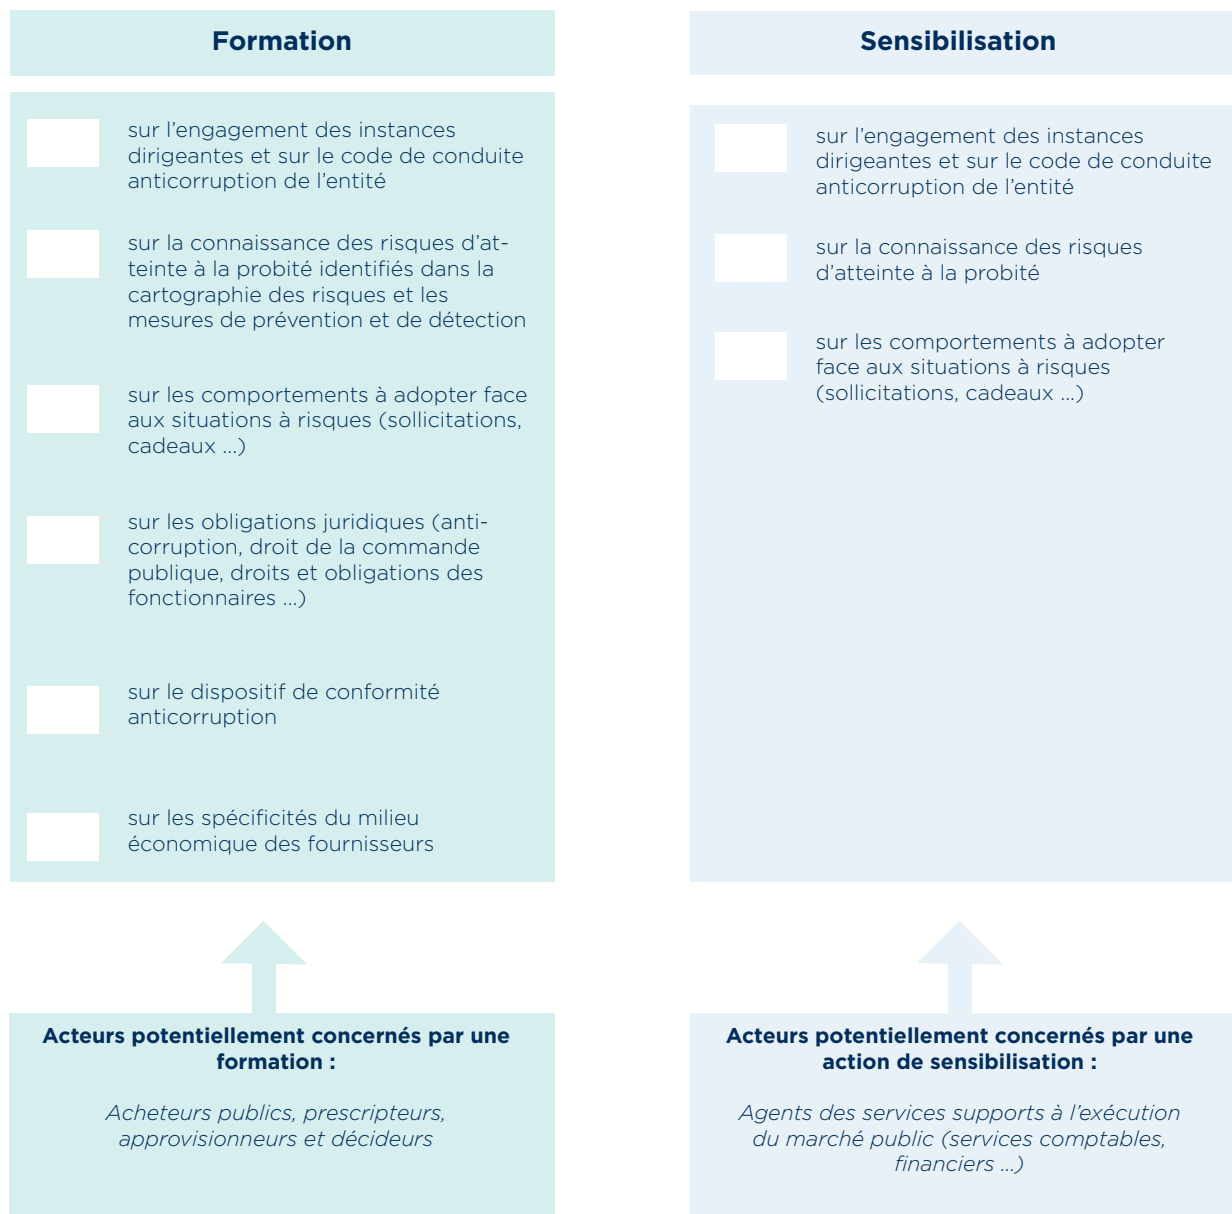 Formation
sur l'engagement des instances
dirigeantes et sur le code de conduite
anticorruption de l'entité
sur la connaissance des risques d'at-
teinte à la probité identifiés dans la
cartographie des risques et les
mesures de prévention et de détection
sur les comportements à adopter face
aux situations à risques (sollicitations,
cadeaux ...)
sur les obligations juridiques (anti-
corruption, droit de la commande
publique, droits et obligations des
fonctionnaires ...)
sur le dispositif de conformité
anticorruption
sur les spécificités du milieu
économique des fournisseurs
Acteurs potentiellement concernés par une
formation :
Acheteurs publics, prescripteurs,
approvisionneurs et décideurs
Sensibilisation
sur l'engagement des instances
dirigeantes et sur le code de conduite
anticorruption de l'entité
sur la connaissance des risques
d'atteinte à la probité
sur les comportements à adopter
face aux situations à risques
(sollicitations, cadeaux ...)
Acteurs potentiellement concernés par une
action de sensibilisation :
Agents des services supports à l'exécution
du marché public (services comptables,
financiers ...)